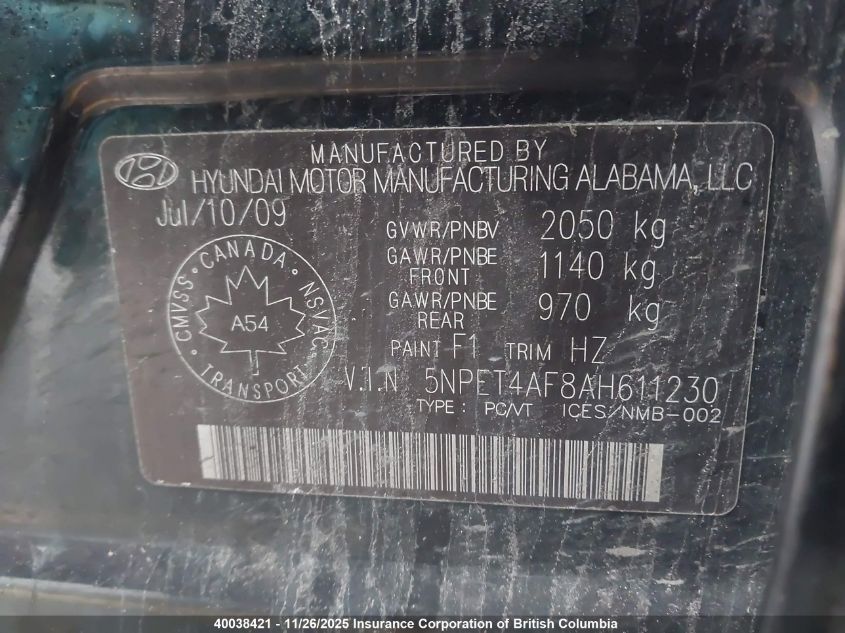 MANUFACTURED BY
HYUNDAI MOTOR MANUFACTURING ALABAMA, LLC
Jul/10/09
GVWR/PNBV 2050 kg
GAWR/PNBE FRONT 1140 kg
GAWR/PNBE REAR 970 kg
PAINT F1 TRIM HZ
V.I.N 5NPET4AF8AH611230
TYPE : PC/VT ICES/NMB-002
CMVSS • CANADA • NSVAC
A54
TRANSPORT
40038421 - 11/26/2025 Insurance Corporation of British Columbia